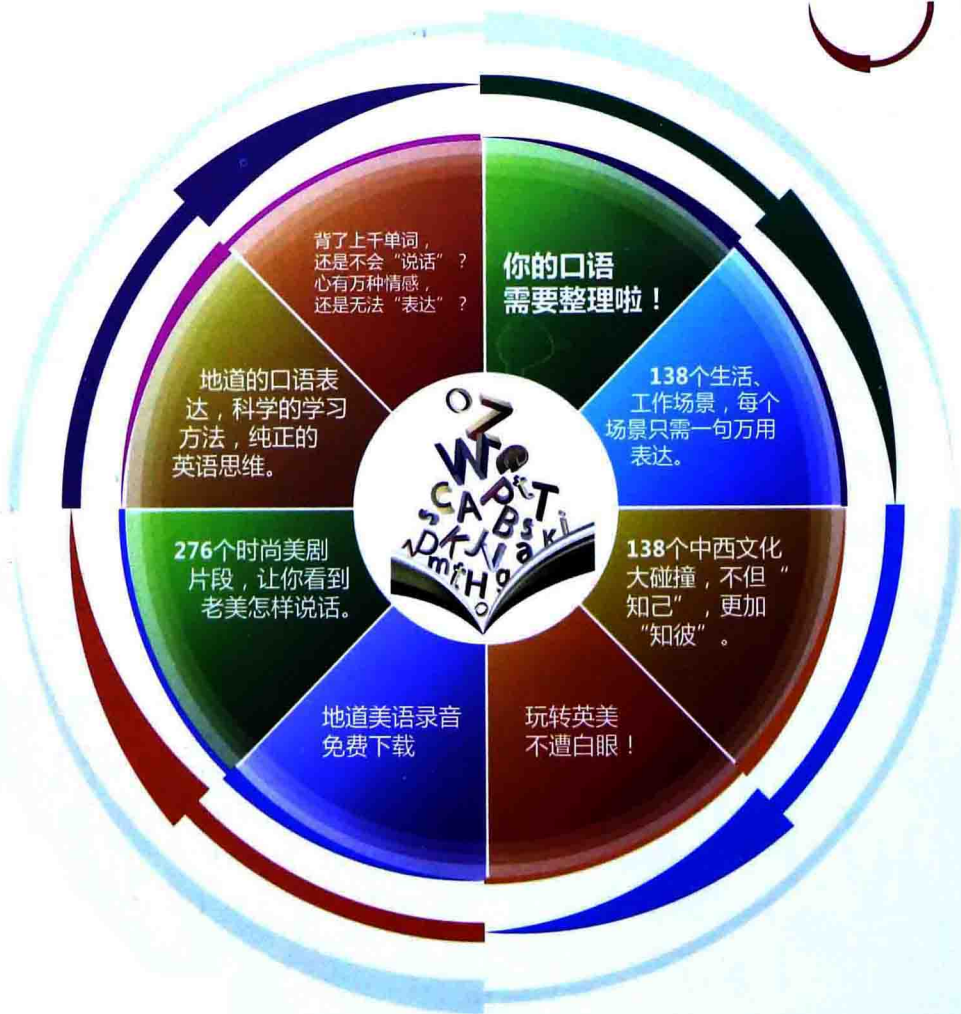 背了上千单词，
还是不会“说话”？
心有万种情感，
还是无法“表达”？
你的口语
需要整理啦！
138个生活、
工作场景，每个
场景只需一句万用
表达。
138个中西文化
大碰撞，不但“
知己”，更加
“知彼”。
玩转英美
不遭白眼！
地道美语录音
免费下载
276个时尚美剧
片段，让你看到
老美怎样说话。
地道的口语表
达，科学的学习
方法，纯正的
英语思维。